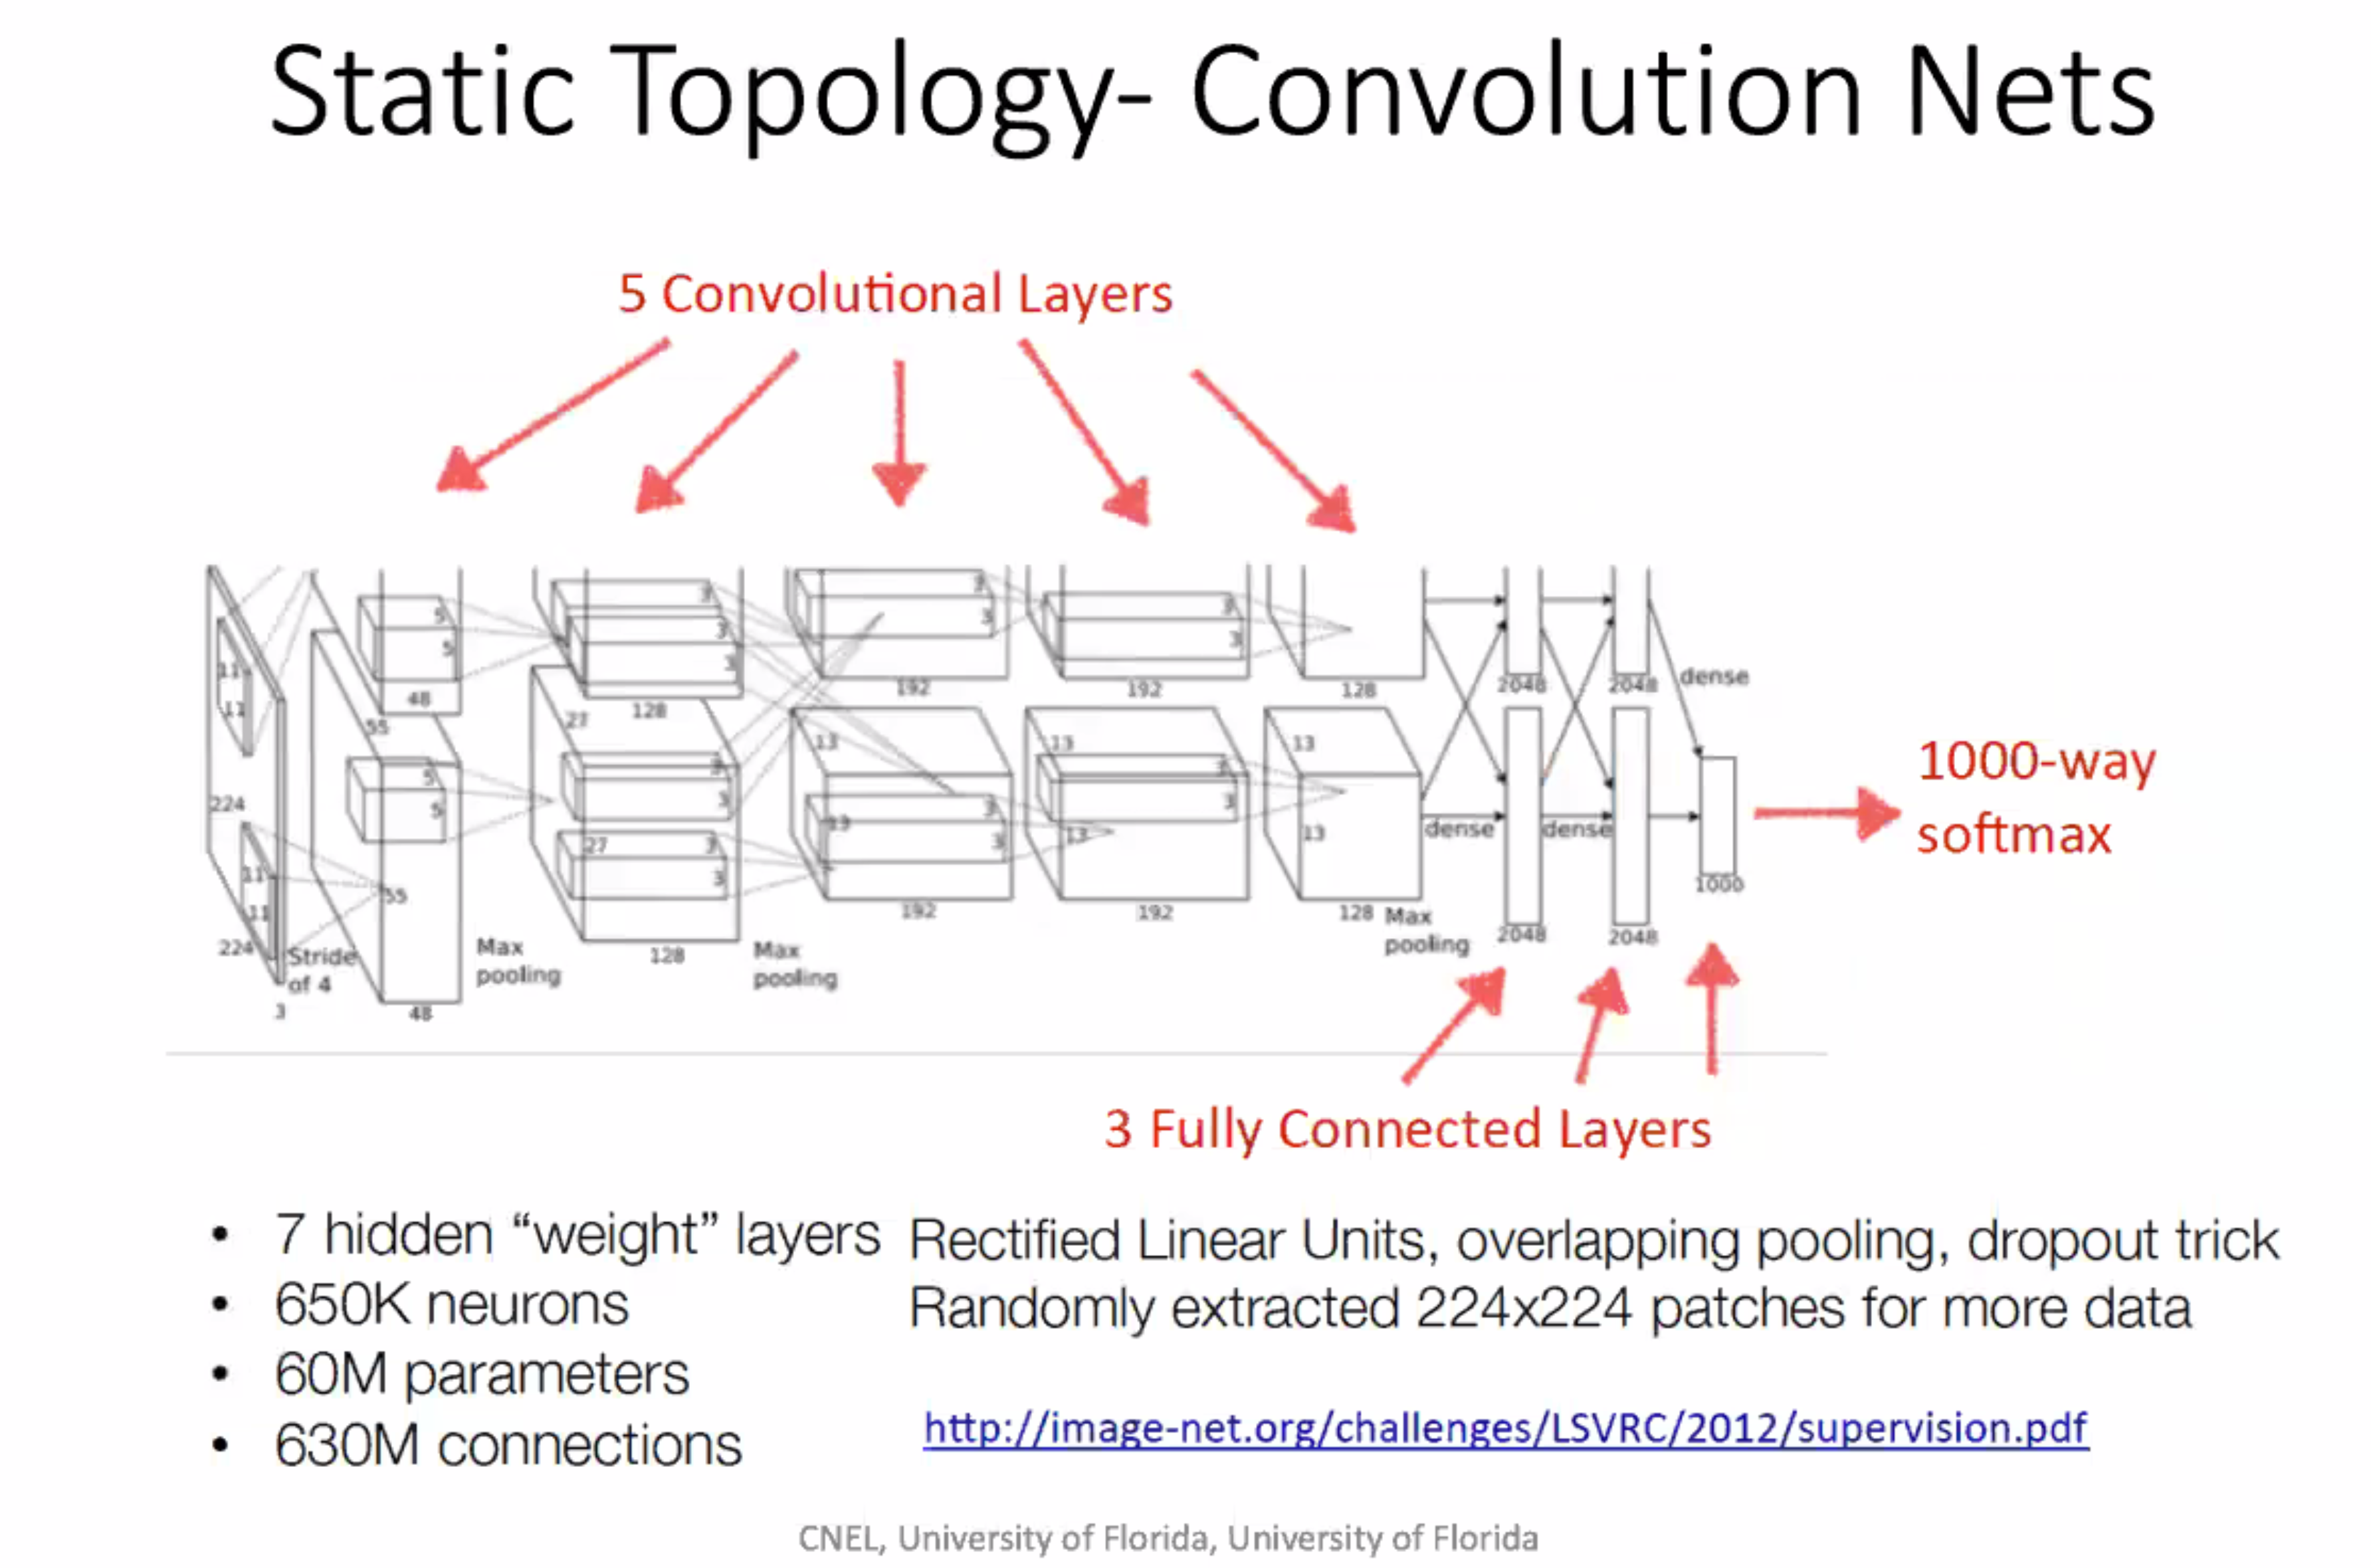 Static Topology- Convolution Nets
5 Convolutional Layers
11
11
5
5
48
55
3
3
3
27
128
3
3
192
3
3
192
128
2048
2048
dense
224
11
11
224
Stride
of 4
3
5
5
55
48
Max
pooling
3
3
27
3
3
128
Max
pooling
13
13
3
3
192
13
13
3
3
192
13
13
128
Max
pooling
dense
dense
2048
2048
1000
1000-way
softmax
3 Fully Connected Layers
• 7 hidden “weight” layers
• 650K neurons
• 60M parameters
• 630M connections
Rectified Linear Units, overlapping pooling, dropout trick
Randomly extracted 224x224 patches for more data
http://image-net.org/challenges/LSVRC/2012/supervision.pdf
CNEL, University of Florida, University of Florida